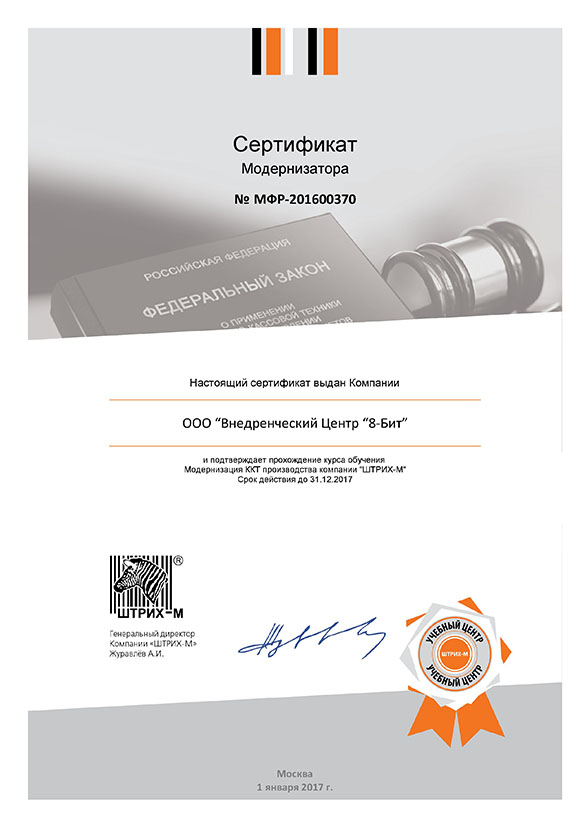 Сертификат
Модернизатора
№ МФР-201600370
РОССИЙСКАЯ ФЕДЕРАЦИЯ
ФЕДЕРАЛЬНЫЙ ЗАКОН
О ПРИМЕНЕНИИ
КАССОВОЙ ТЕХНИКИ
Настоящий сертификат выдан Компании
ООО “Внедренческий Центр “8-Бит”
и подтверждает прохождение курса обучения
Модернизация ККТ производства компании "ШТРИХ-М"
Срок действия до 31.12.2017
®
ШТРИХ-М
Генеральный директор
Компании «ШТРИХ-М»
Журавлёв А.И.
УЧЕБНЫЙ ЦЕНТР
ШТРИХ-М
УЧЕБНЫЙ ЦЕНТР
Москва
1 января 2017 г.